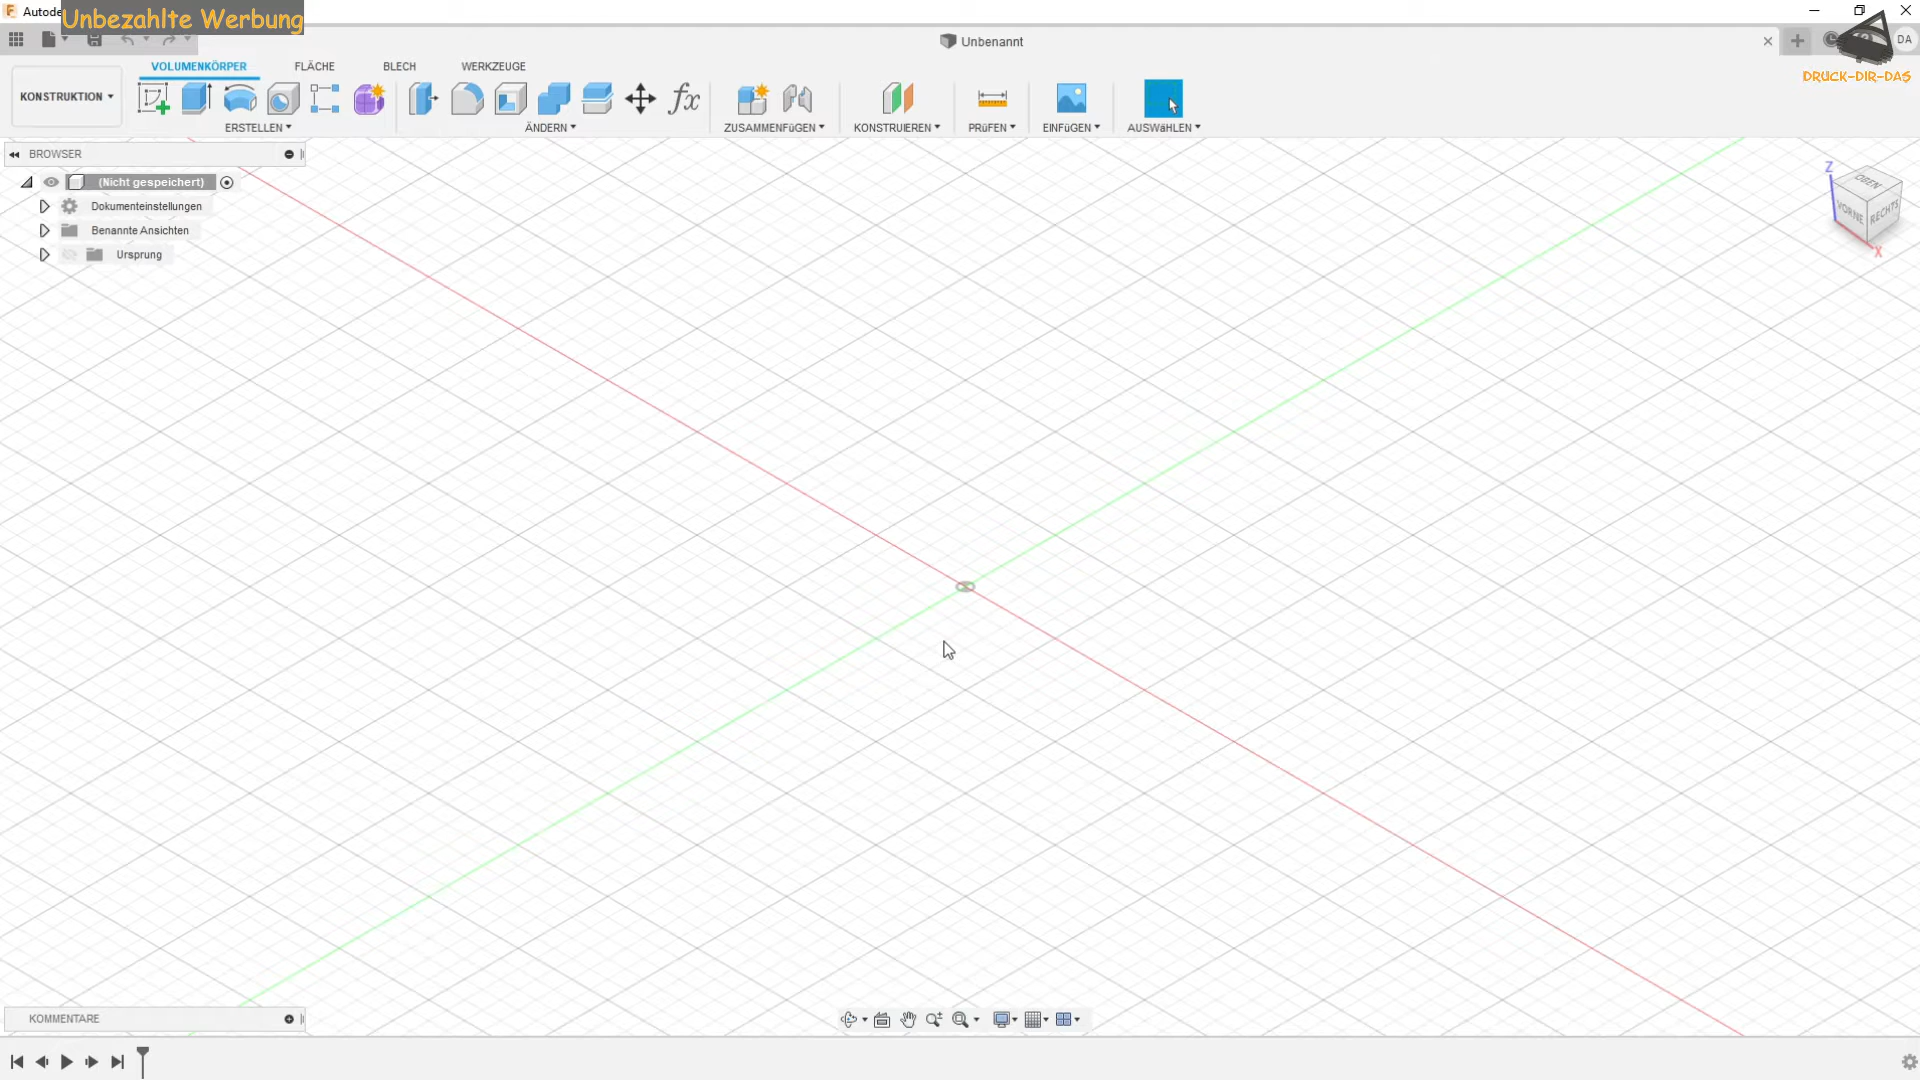 Autode
Unbezahlte Werbung
Unbenannt
DA
DRUCK-DIR-DAS
VOLUMENKÖRPER
FLÄCHE
BLECH
WERKZEUGE
KONSTRUKTION
ERSTELLEN
ÄNDERN
ZUSAMMENFüGEN
KONSTRUIEREN
PRüFEN
EINFüGEN
AUSWäHLEN
BROWSER
(Nicht gespeichert)
Dokumenteinstellungen
Benannte Ansichten
Ursprung
Z
OBEN
VORNE
RECHTS
X
KOMMENTARE